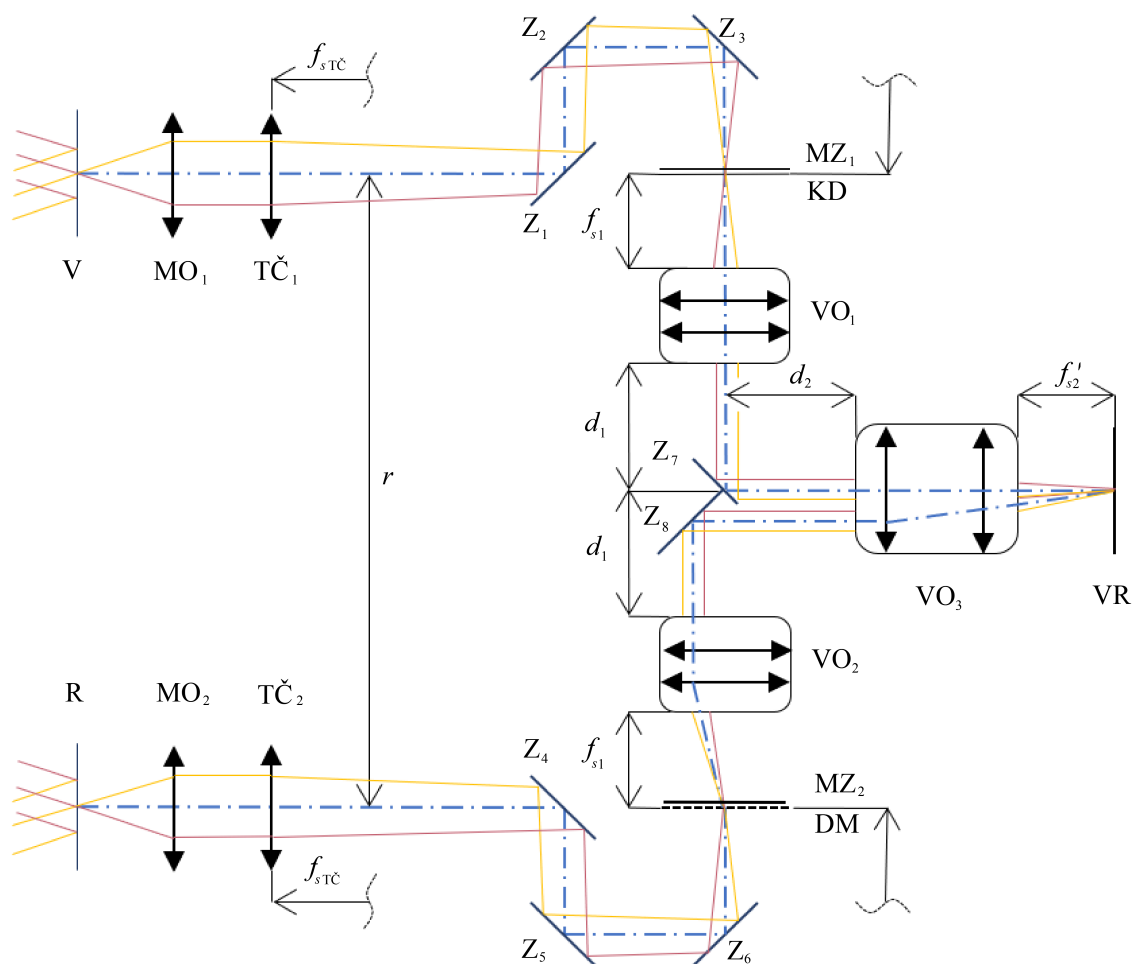 Z₂
Z₃
fₛTČ
MZ₁
KD
Z₁
fₛ₁
V
MO₁
TČ₁
VO₁
d₂
fₛ₂'
d₁
Z₇
r
Z₈
d₁
VO₃
VR
VO₂
R
MO₂
TČ₂
fₛ₁
Z₄
MZ₂
DM
fₛTČ
Z₅
Z₆